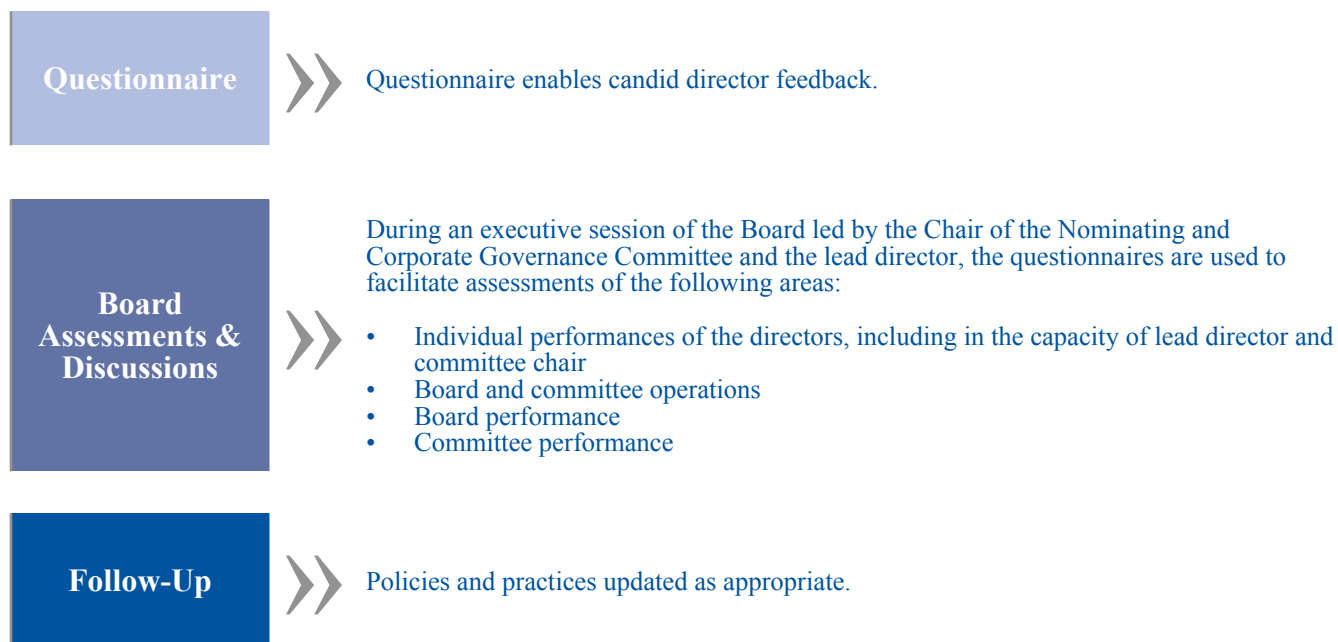 Questionnaire
Questionnaire enables candid director feedback.
Board
Assessments &
Discussions
During an executive session of the Board led by the Chair of the Nominating and
Corporate Governance Committee and the lead director, the questionnaires are used to
facilitate assessments of the following areas:
• Individual performances of the directors, including in the capacity of lead director and
committee chair
• Board and committee operations
• Board performance
• Committee performance
Follow-Up
Policies and practices updated as appropriate.